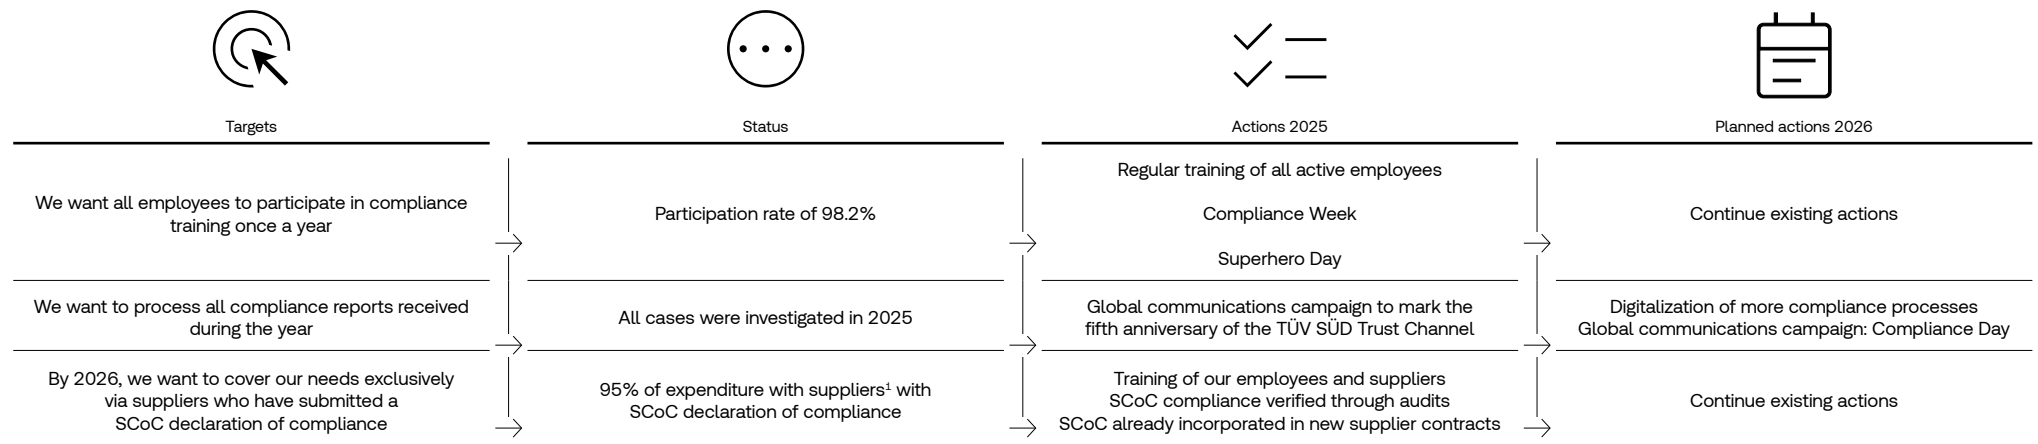 Targets
Status
Actions 2025
Planned actions 2026
We want all employees to participate in compliance
training once a year
Participation rate of 98.2%
Regular training of all active employees
Compliance Week
Superhero Day
Continue existing actions
We want to process all compliance reports received
during the year
All cases were investigated in 2025
Global communications campaign to mark the
fifth anniversary of the TÜV SÜD Trust Channel
Digitalization of more compliance processes
Global communications campaign: Compliance Day
By 2026, we want to cover our needs exclusively
via suppliers who have submitted a
SCoC declaration of compliance
95% of expenditure with suppliers¹ with
SCoC declaration of compliance
Training of our employees and suppliers
SCoC compliance verified through audits
SCoC already incorporated in new supplier contracts
Continue existing actions